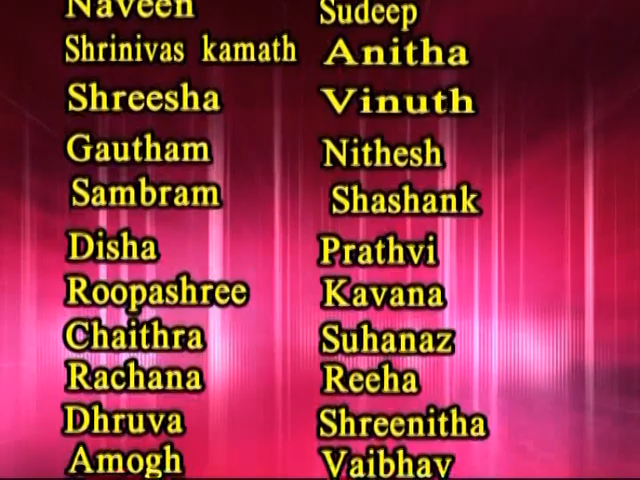 Naveen Sudeep
Shrinivas kamath Anitha
Shreesha Vinuth
Gautham Nithesh
Sambram Shashank
Disha Prathvi
Roopashree Kavana
Chaithra Suhanaz
Rachana Reeha
Dhruva Shreenitha
Amogh Vaibhav